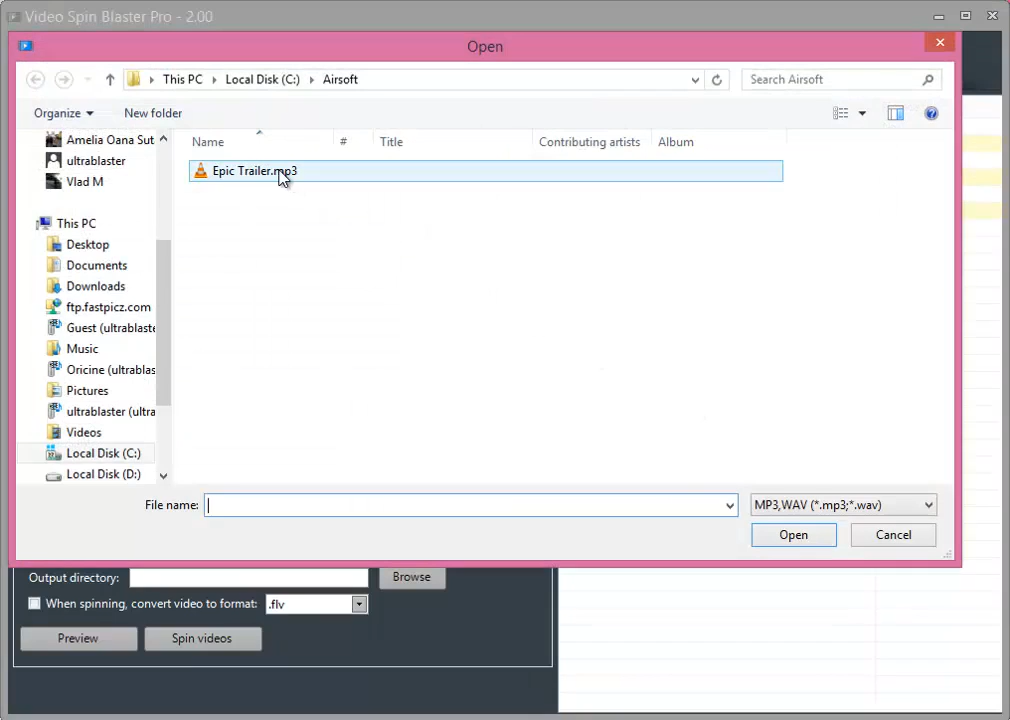 Video Spin Blaster Pro - 2.00
Open
This PC Local Disk (C:) Airsoft
Search Airsoft
Organize
New folder
Name
#
Title
Contributing artists
Album
Epic Trailer.mp3
Amelia Oana Sut
ultrablaster
Vlad M
This PC
Desktop
Documents
Downloads
ftp.fastpicz.com
Guest (ultrablaste
Music
Oricine (ultrablas
Pictures
ultrablaster (ultra
Videos
Local Disk (C:)
Local Disk (D:)
File name:
MP3,WAV (*.mp3;*.wav)
Open
Cancel
Output directory:
Browse
When spinning, convert video to format:
.flv
Preview
Spin videos